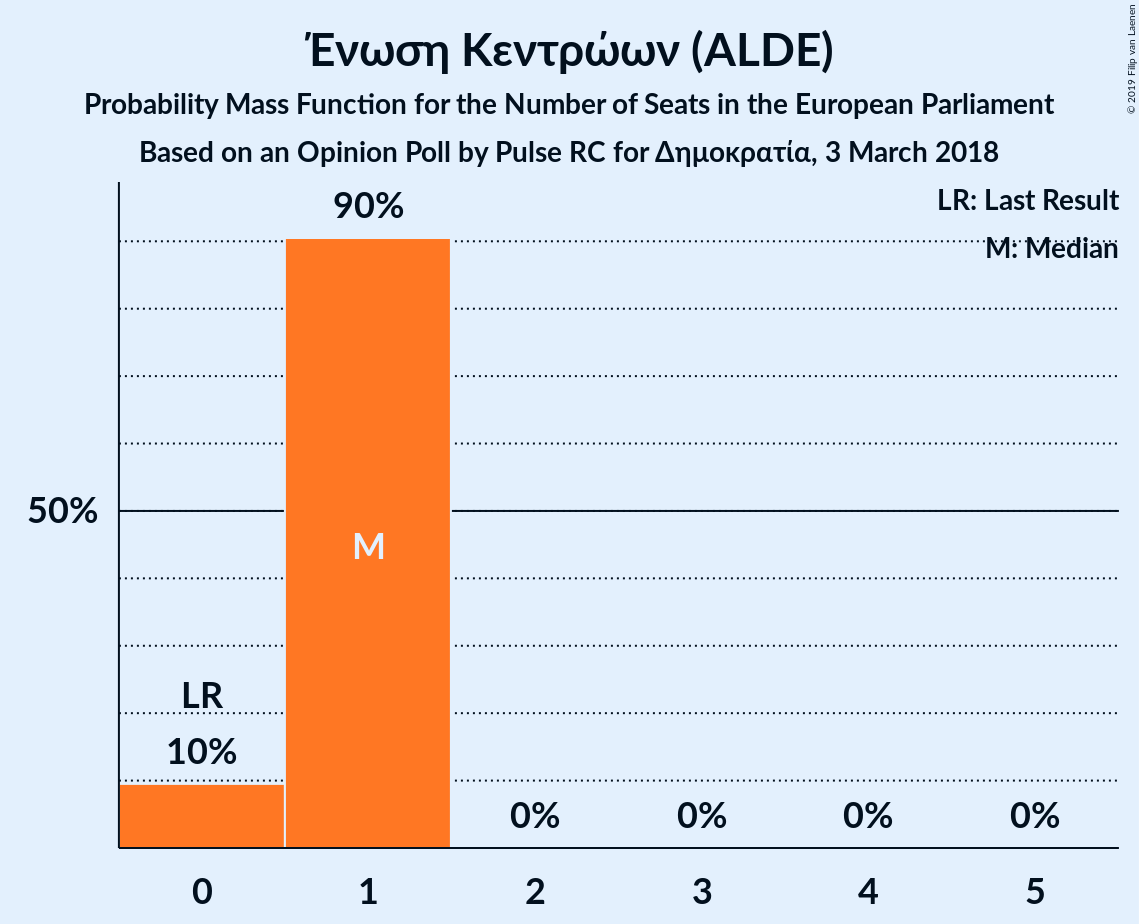 Ένωση Κεντρώων (ALDE)
Probability Mass Function for the Number of Seats in the European Parliament
Based on an Opinion Poll by Pulse RC for Δημοκρατία, 3 March 2018
© 2019 Filip van Laenen
LR: Last Result
M: Median
90%
50%
M
LR
10%
0%
0%
0%
0%
0
1
2
3
4
5